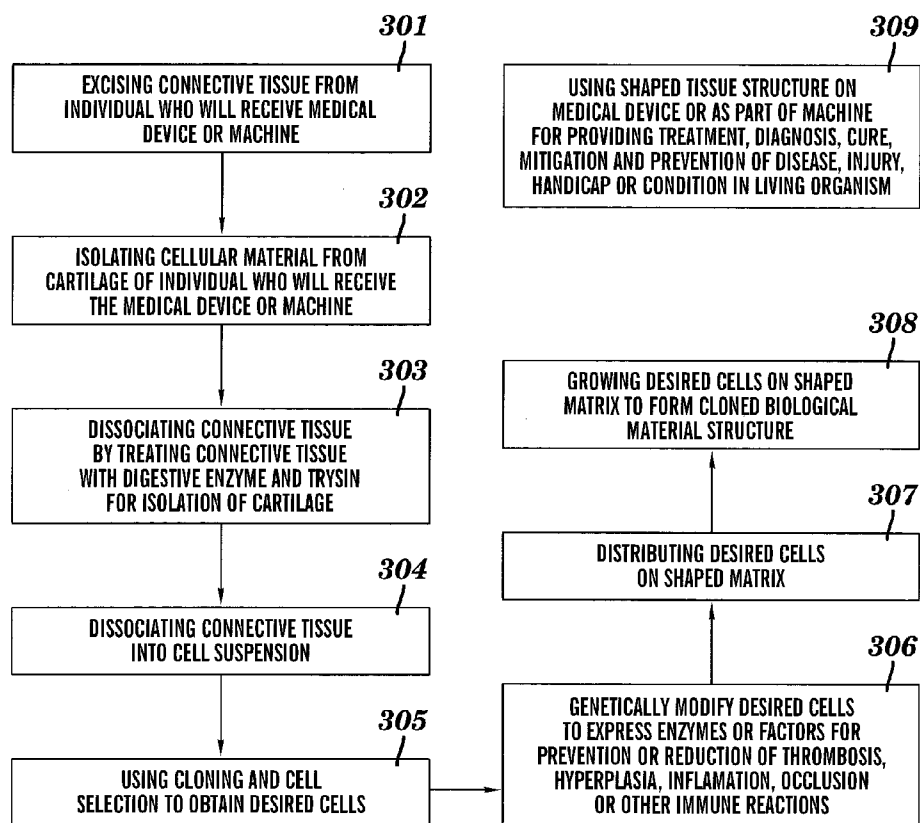 301
EXCISING CONNECTIVE TISSUE FROM
INDIVIDUAL WHO WILL RECEIVE MEDICAL
DEVICE OR MACHINE
302
ISOLATING CELLULAR MATERIAL FROM
CARTILAGE OF INDIVIDUAL WHO WILL RECEIVE
THE MEDICAL DEVICE OR MACHINE
303
DISSOCIATING CONNECTIVE TISSUE
BY TREATING CONNECTIVE TISSUE
WITH DIGESTIVE ENZYME AND TRYSIN
FOR ISOLATION OF CARTILAGE
304
DISSOCIATING CONNECTIVE TISSUE
INTO CELL SUSPENSION
305
USING CLONING AND CELL
SELECTION TO OBTAIN DESIRED CELLS
306
GENETICALLY MODIFY DESIRED CELLS
TO EXPRESS ENZYMES OR FACTORS FOR
PREVENTION OR REDUCTION OF THROMBOSIS,
HYPERPLASIA, INFLAMATION, OCCLUSION
OR OTHER IMMUNE REACTIONS
307
DISTRIBUTING DESIRED CELLS
ON SHAPED MATRIX
308
GROWING DESIRED CELLS ON SHAPED
MATRIX TO FORM CLONED BIOLOGICAL
MATERIAL STRUCTURE
309
USING SHAPED TISSUE STRUCTURE ON
MEDICAL DEVICE OR AS PART OF MACHINE
FOR PROVIDING TREATMENT, DIAGNOSIS, CURE,
MITIGATION AND PREVENTION OF DISEASE, INJURY,
HANDICAP OR CONDITION IN LIVING ORGANISM